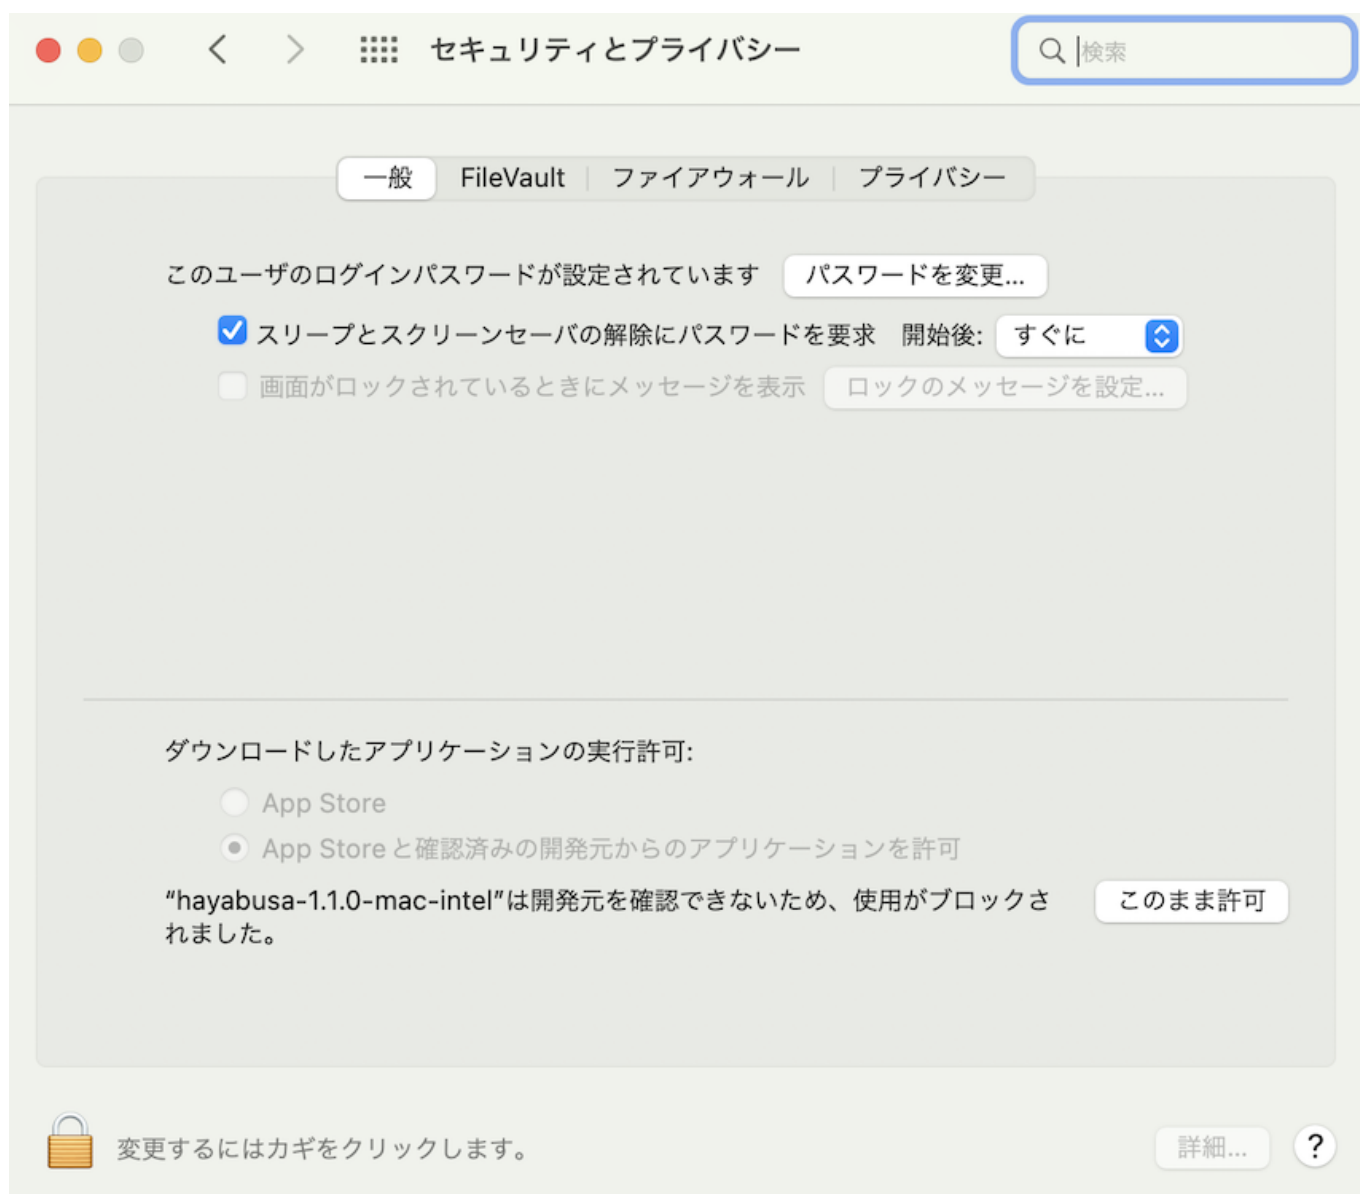 セキュリティとプライバシー
検索
一般 FileVault ファイアウォール プライバシー
このユーザのログインパスワードが設定されています パスワードを変更...
スリープとスクリーンセーバの解除にパスワードを要求 開始後: すぐに
画面がロックされているときにメッセージを表示 ロックのメッセージを設定...
ダウンロードしたアプリケーションの実行許可:
App Store
App Storeと確認済みの開発元からのアプリケーションを許可
“hayabusa-1.1.0-mac-intel”は開発元を確認できないため、使用がブロックさ
れました。
このまま許可
変更するにはカギをクリックします。
詳細... ?